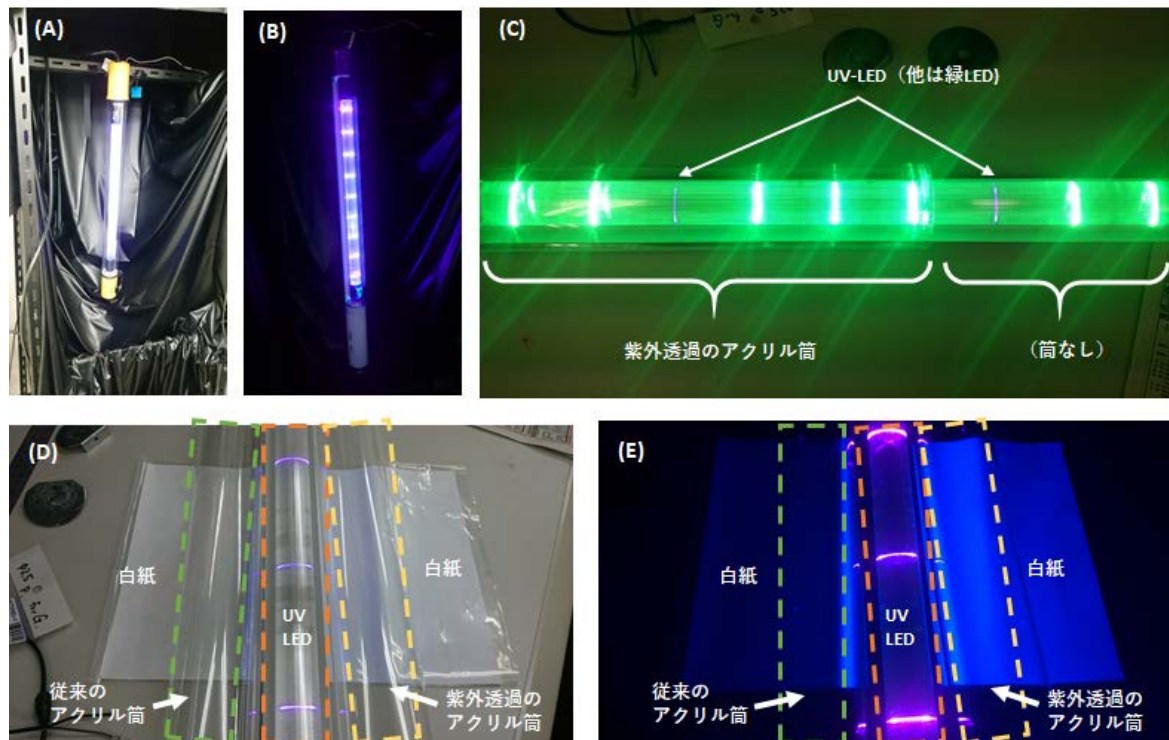 (A)
(B)
(C)
UV-LED（他は緑LED)
紫外透過のアクリル筒
（筒なし）
(D)
白紙
UV
LED
白紙
従来の
アクリル筒
紫外透過の
アクリル筒
(E)
白紙
UV
LED
白紙
従来の
アクリル筒
紫外透過の
アクリル筒